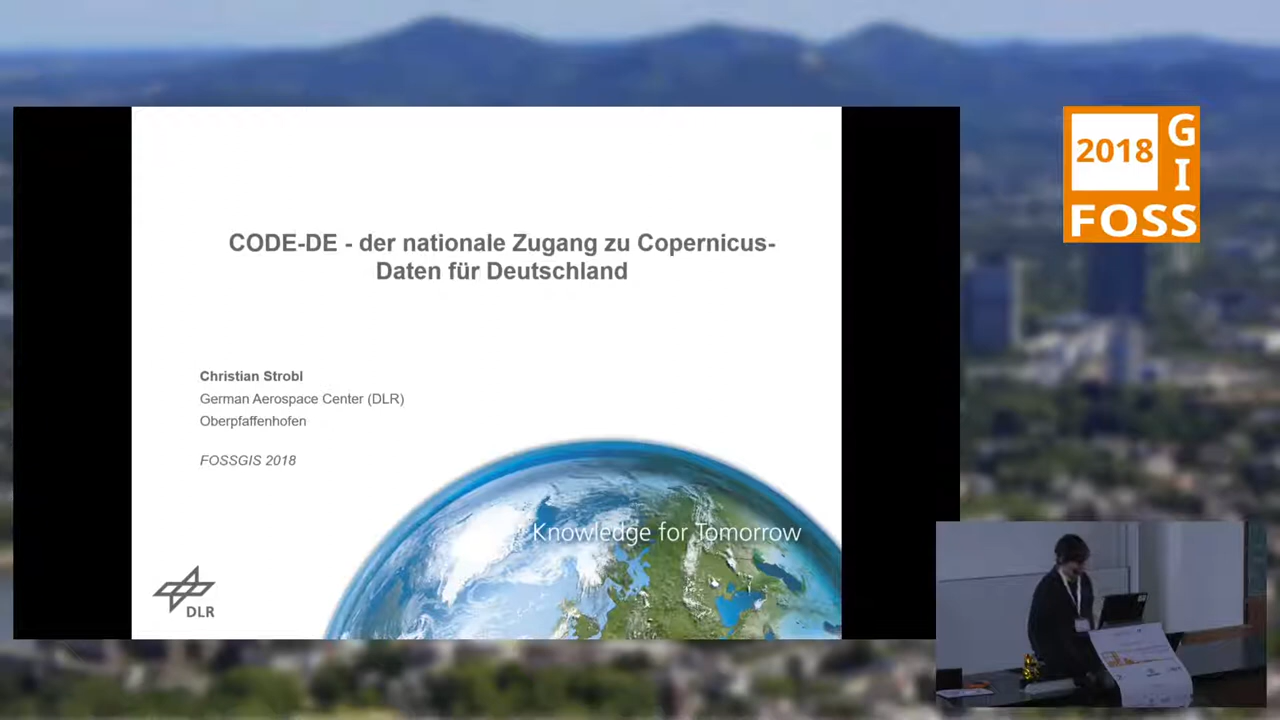 CODE-DE - der nationale Zugang zu Copernicus-
Daten für Deutschland
Christian Strobl
German Aerospace Center (DLR)
Oberpfaffenhofen
FOSSGIS 2018
Knowledge for Tomorrow
DLR
2018
G
I
FOSS